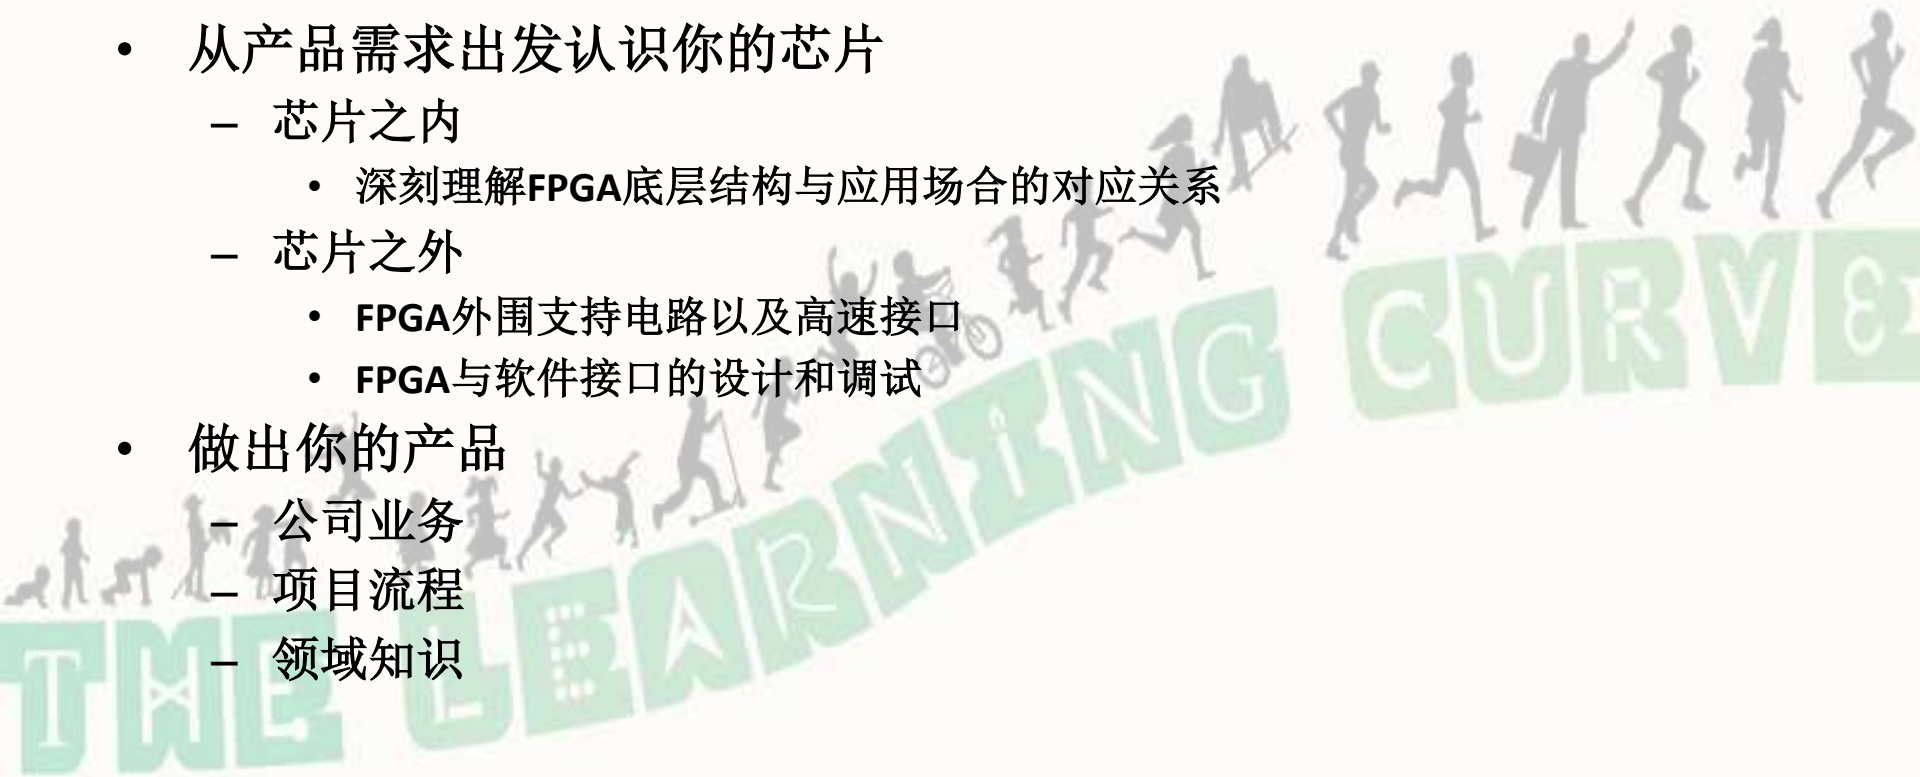 • 从产品需求出发认识你的芯片
– 芯片之内
• 深刻理解FPGA底层结构与应用场合的对应关系
– 芯片之外
• FPGA外围支持电路以及高速接口
• FPGA与软件接口的设计和调试
• 做出你的产品
– 公司业务
– 项目流程
– 领域知识
THE LEARNING CURVE